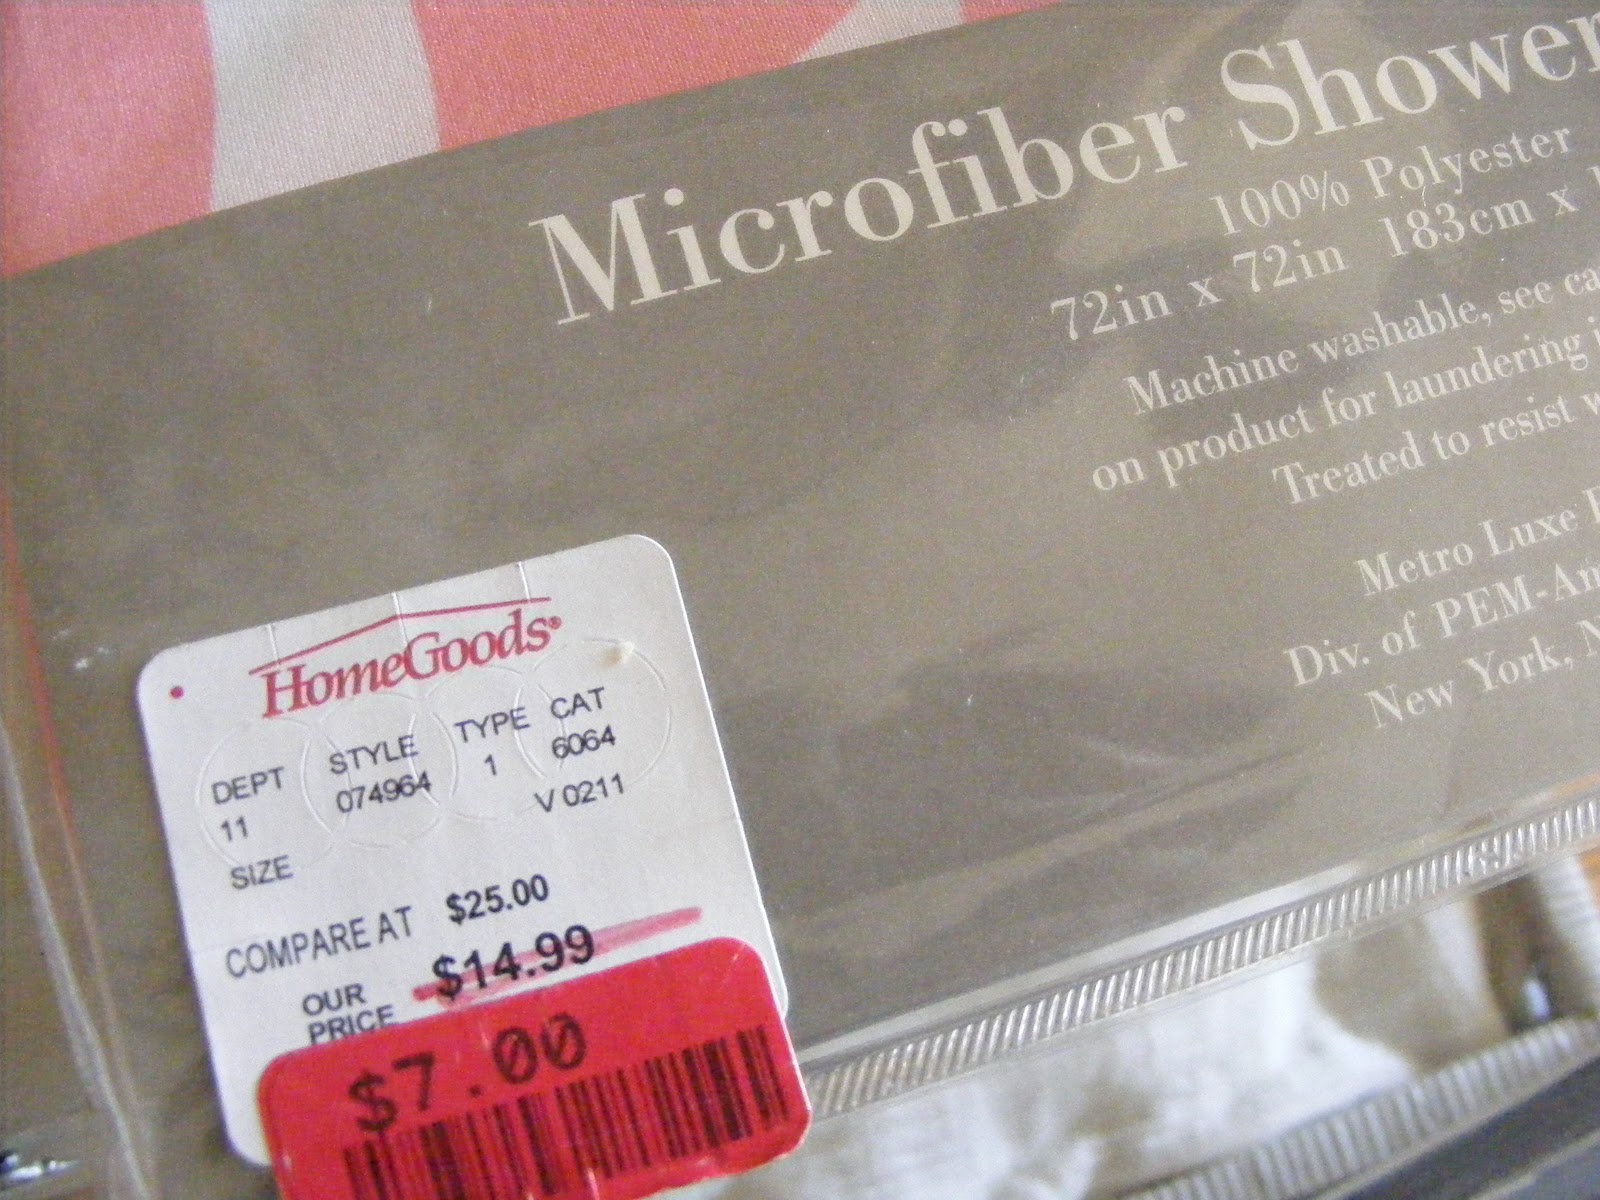 Microfiber Shower
100% Polyester
72in x 72in 183cm x
Machine washable, see
on product for laundering
Treated to resist
Metro Luxe
Div. of
New York,
HomeGoods®
DEPT STYLE TYPE CAT
11 074964 1 6064
V 0211
SIZE
COMPARE AT $25.00
OUR PRICE $14.99
$7.00